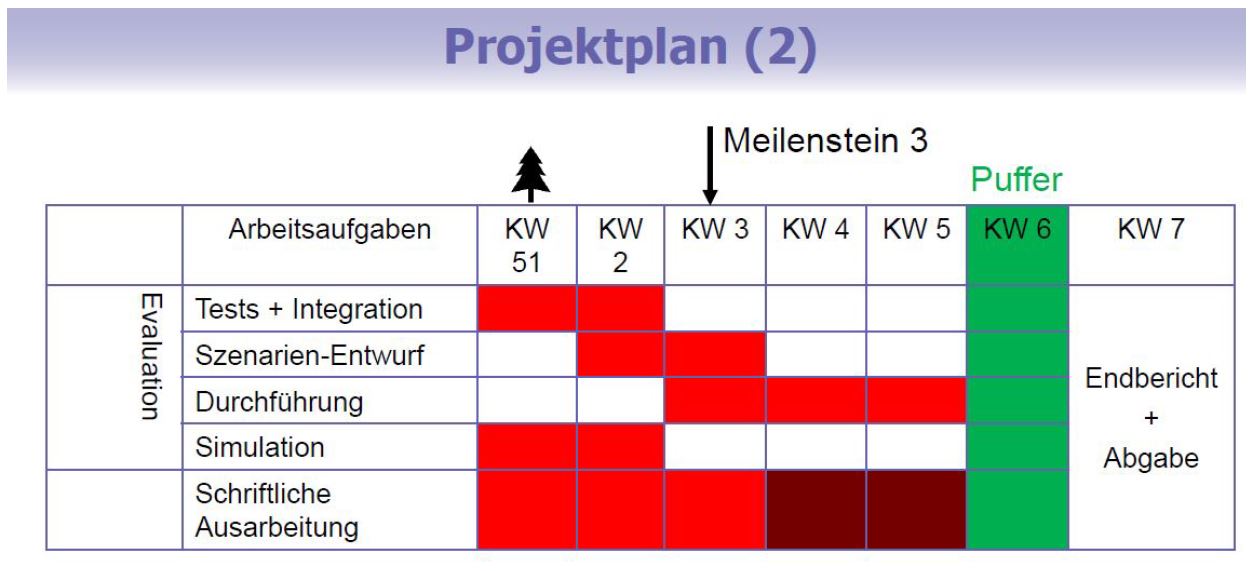 Projektplan (2)
Meilenstein 3
Puffer
Arbeitsaufgaben
KW
51
KW
2
KW 3
KW 4
KW 5
KW 6
KW 7
Evaluation
Tests + Integration
Szenarien-Entwurf
Durchführung
Simulation
Schriftliche
Ausarbeitung
Endbericht
+
Abgabe